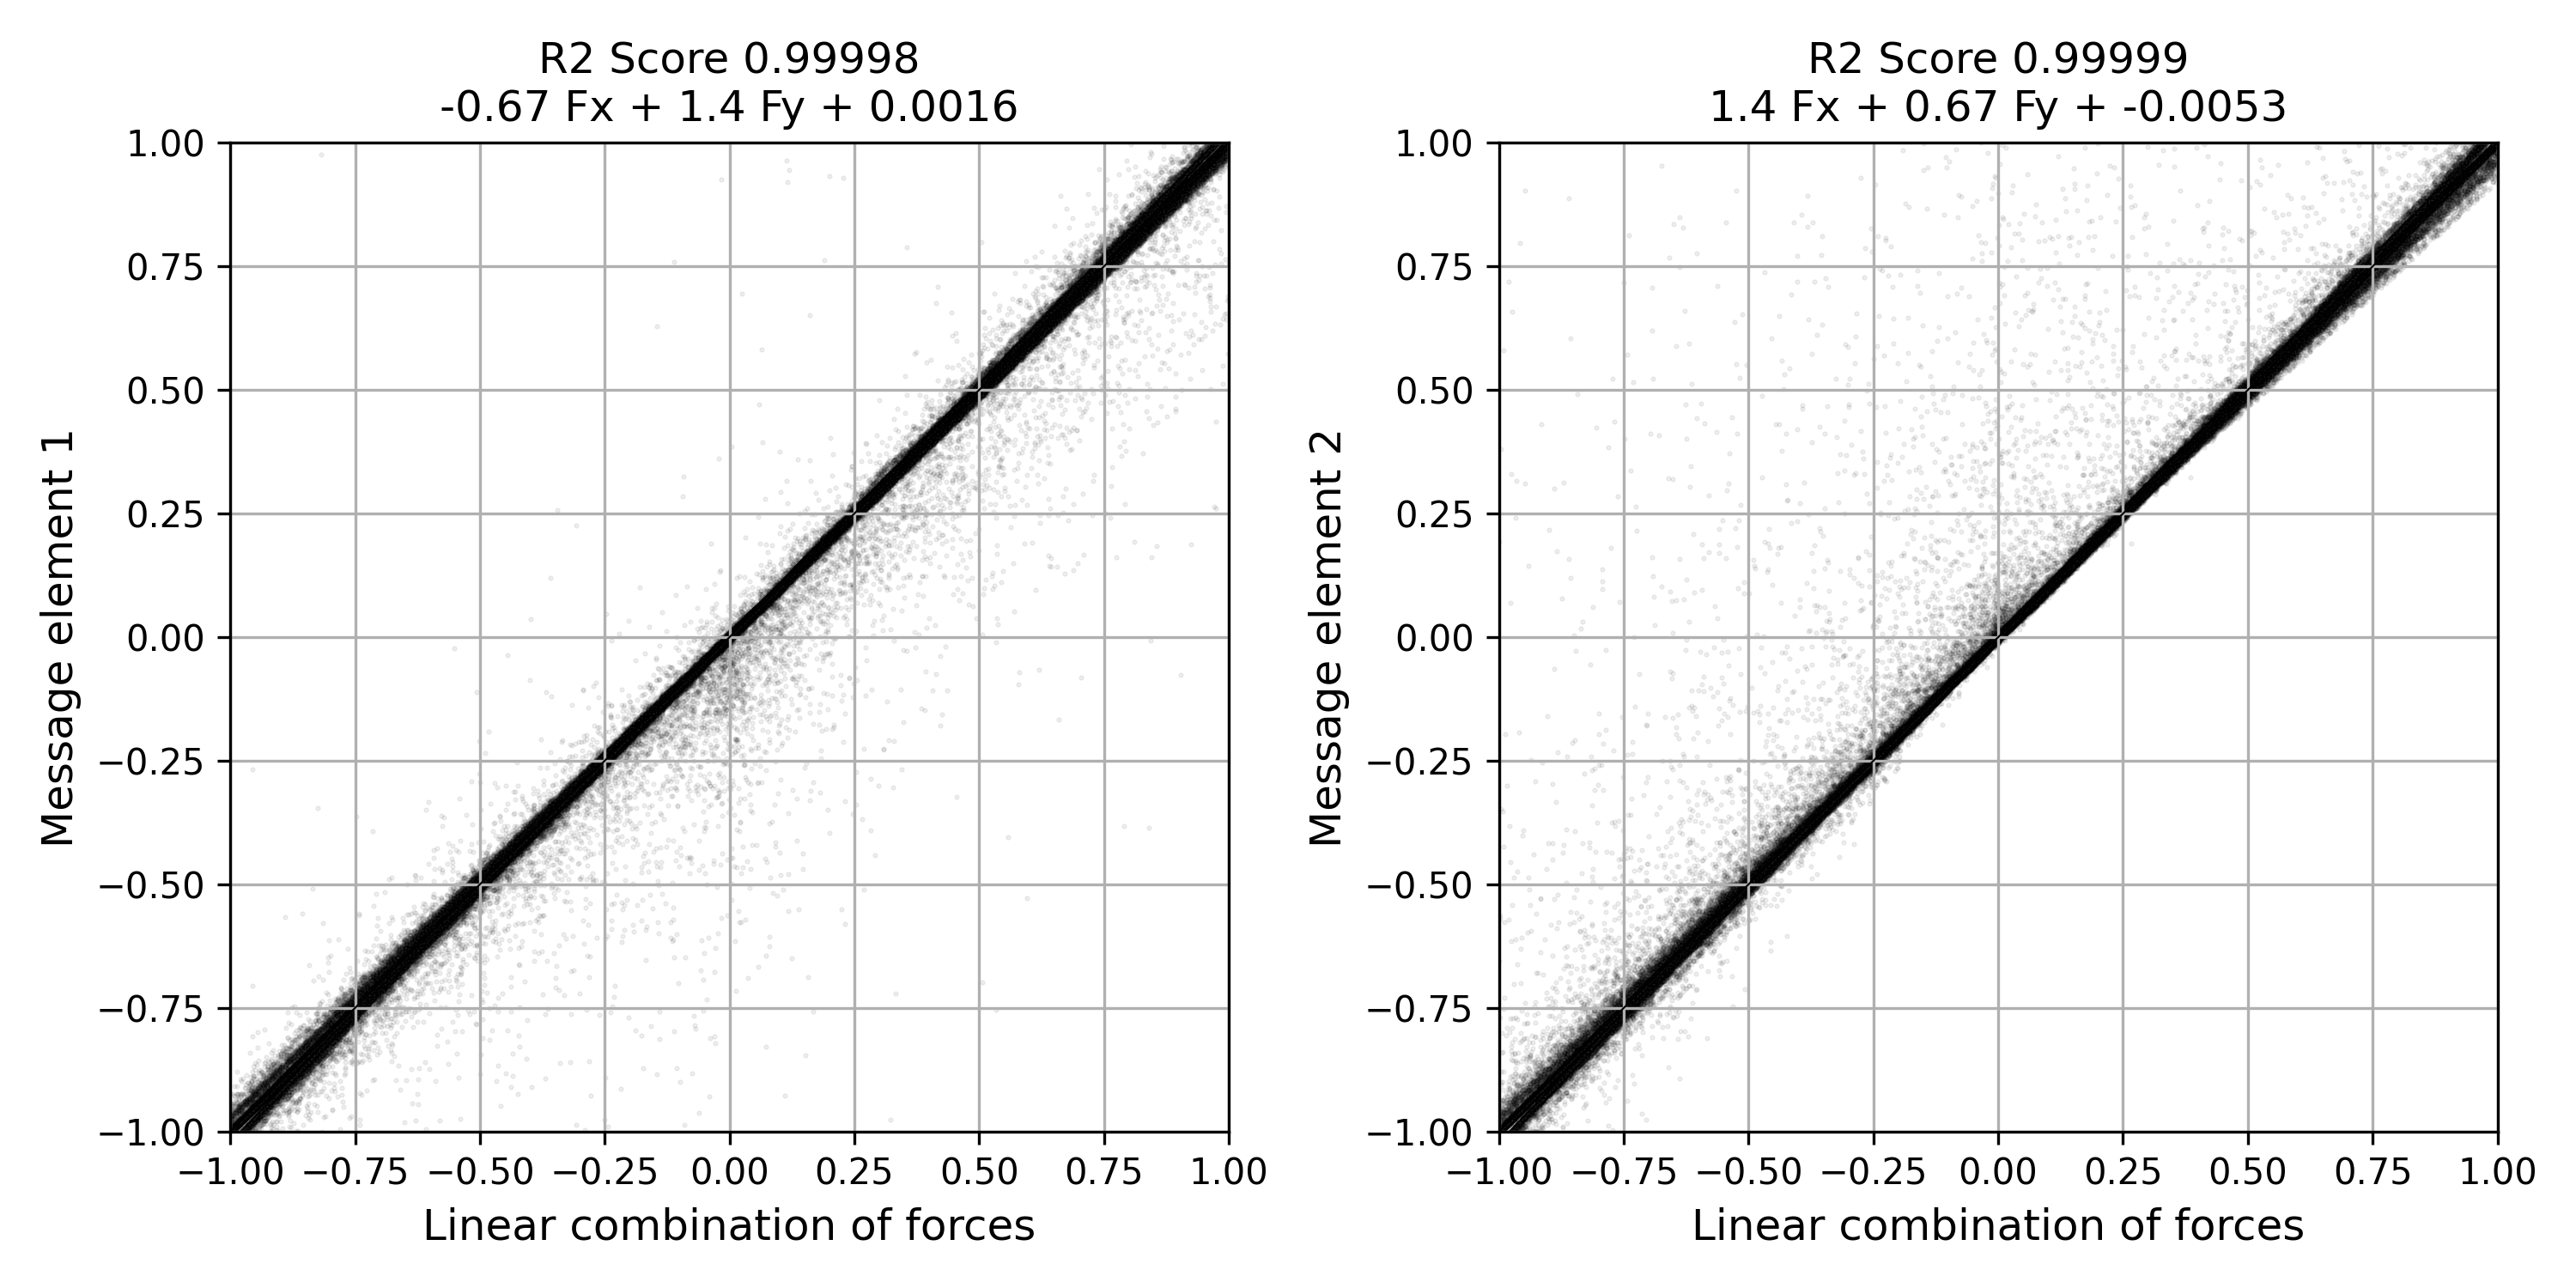 R2 Score 0.99998
-0.67 Fx + 1.4 Fy + 0.0016
1.00
0.75
0.50
0.25
0.00
−0.25
−0.50
−0.75
−1.00
Message element 1
−1.00 −0.75 −0.50 −0.25 0.00 0.25 0.50 0.75 1.00
Linear combination of forces
R2 Score 0.99999
1.4 Fx + 0.67 Fy + -0.0053
1.00
0.75
0.50
0.25
0.00
−0.25
−0.50
−0.75
−1.00
Message element 2
−1.00 −0.75 −0.50 −0.25 0.00 0.25 0.50 0.75 1.00
Linear combination of forces